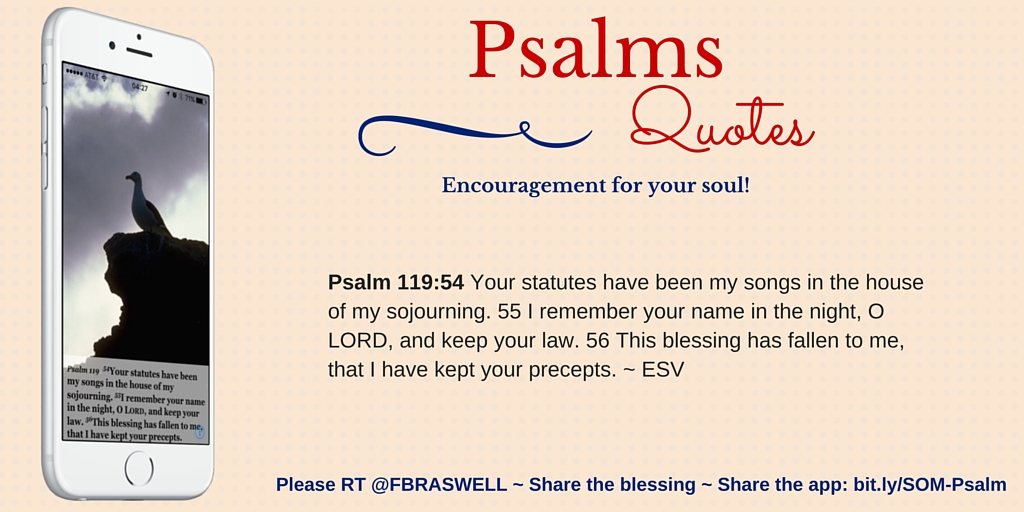 Psalms
Quotes
Encouragement for your soul!
Psalm 119:54 Your statutes have been my songs in the house
of my sojourning. 55 I remember your name in the night, O
LORD, and keep your law. 56 This blessing has fallen to me,
that I have kept your precepts. ~ ESV
Please RT @FBRASWELL ~ Share the blessing ~ Share the app: bit.ly/SOM-Psalm
AT&T 04:27 71%
Psalm 119 54Your statutes have been
my songs in the house of my
sojourning. 55I remember your name
in the night, O LORD, and keep your
law. 56This blessing has fallen to me,
that I have kept your precepts.